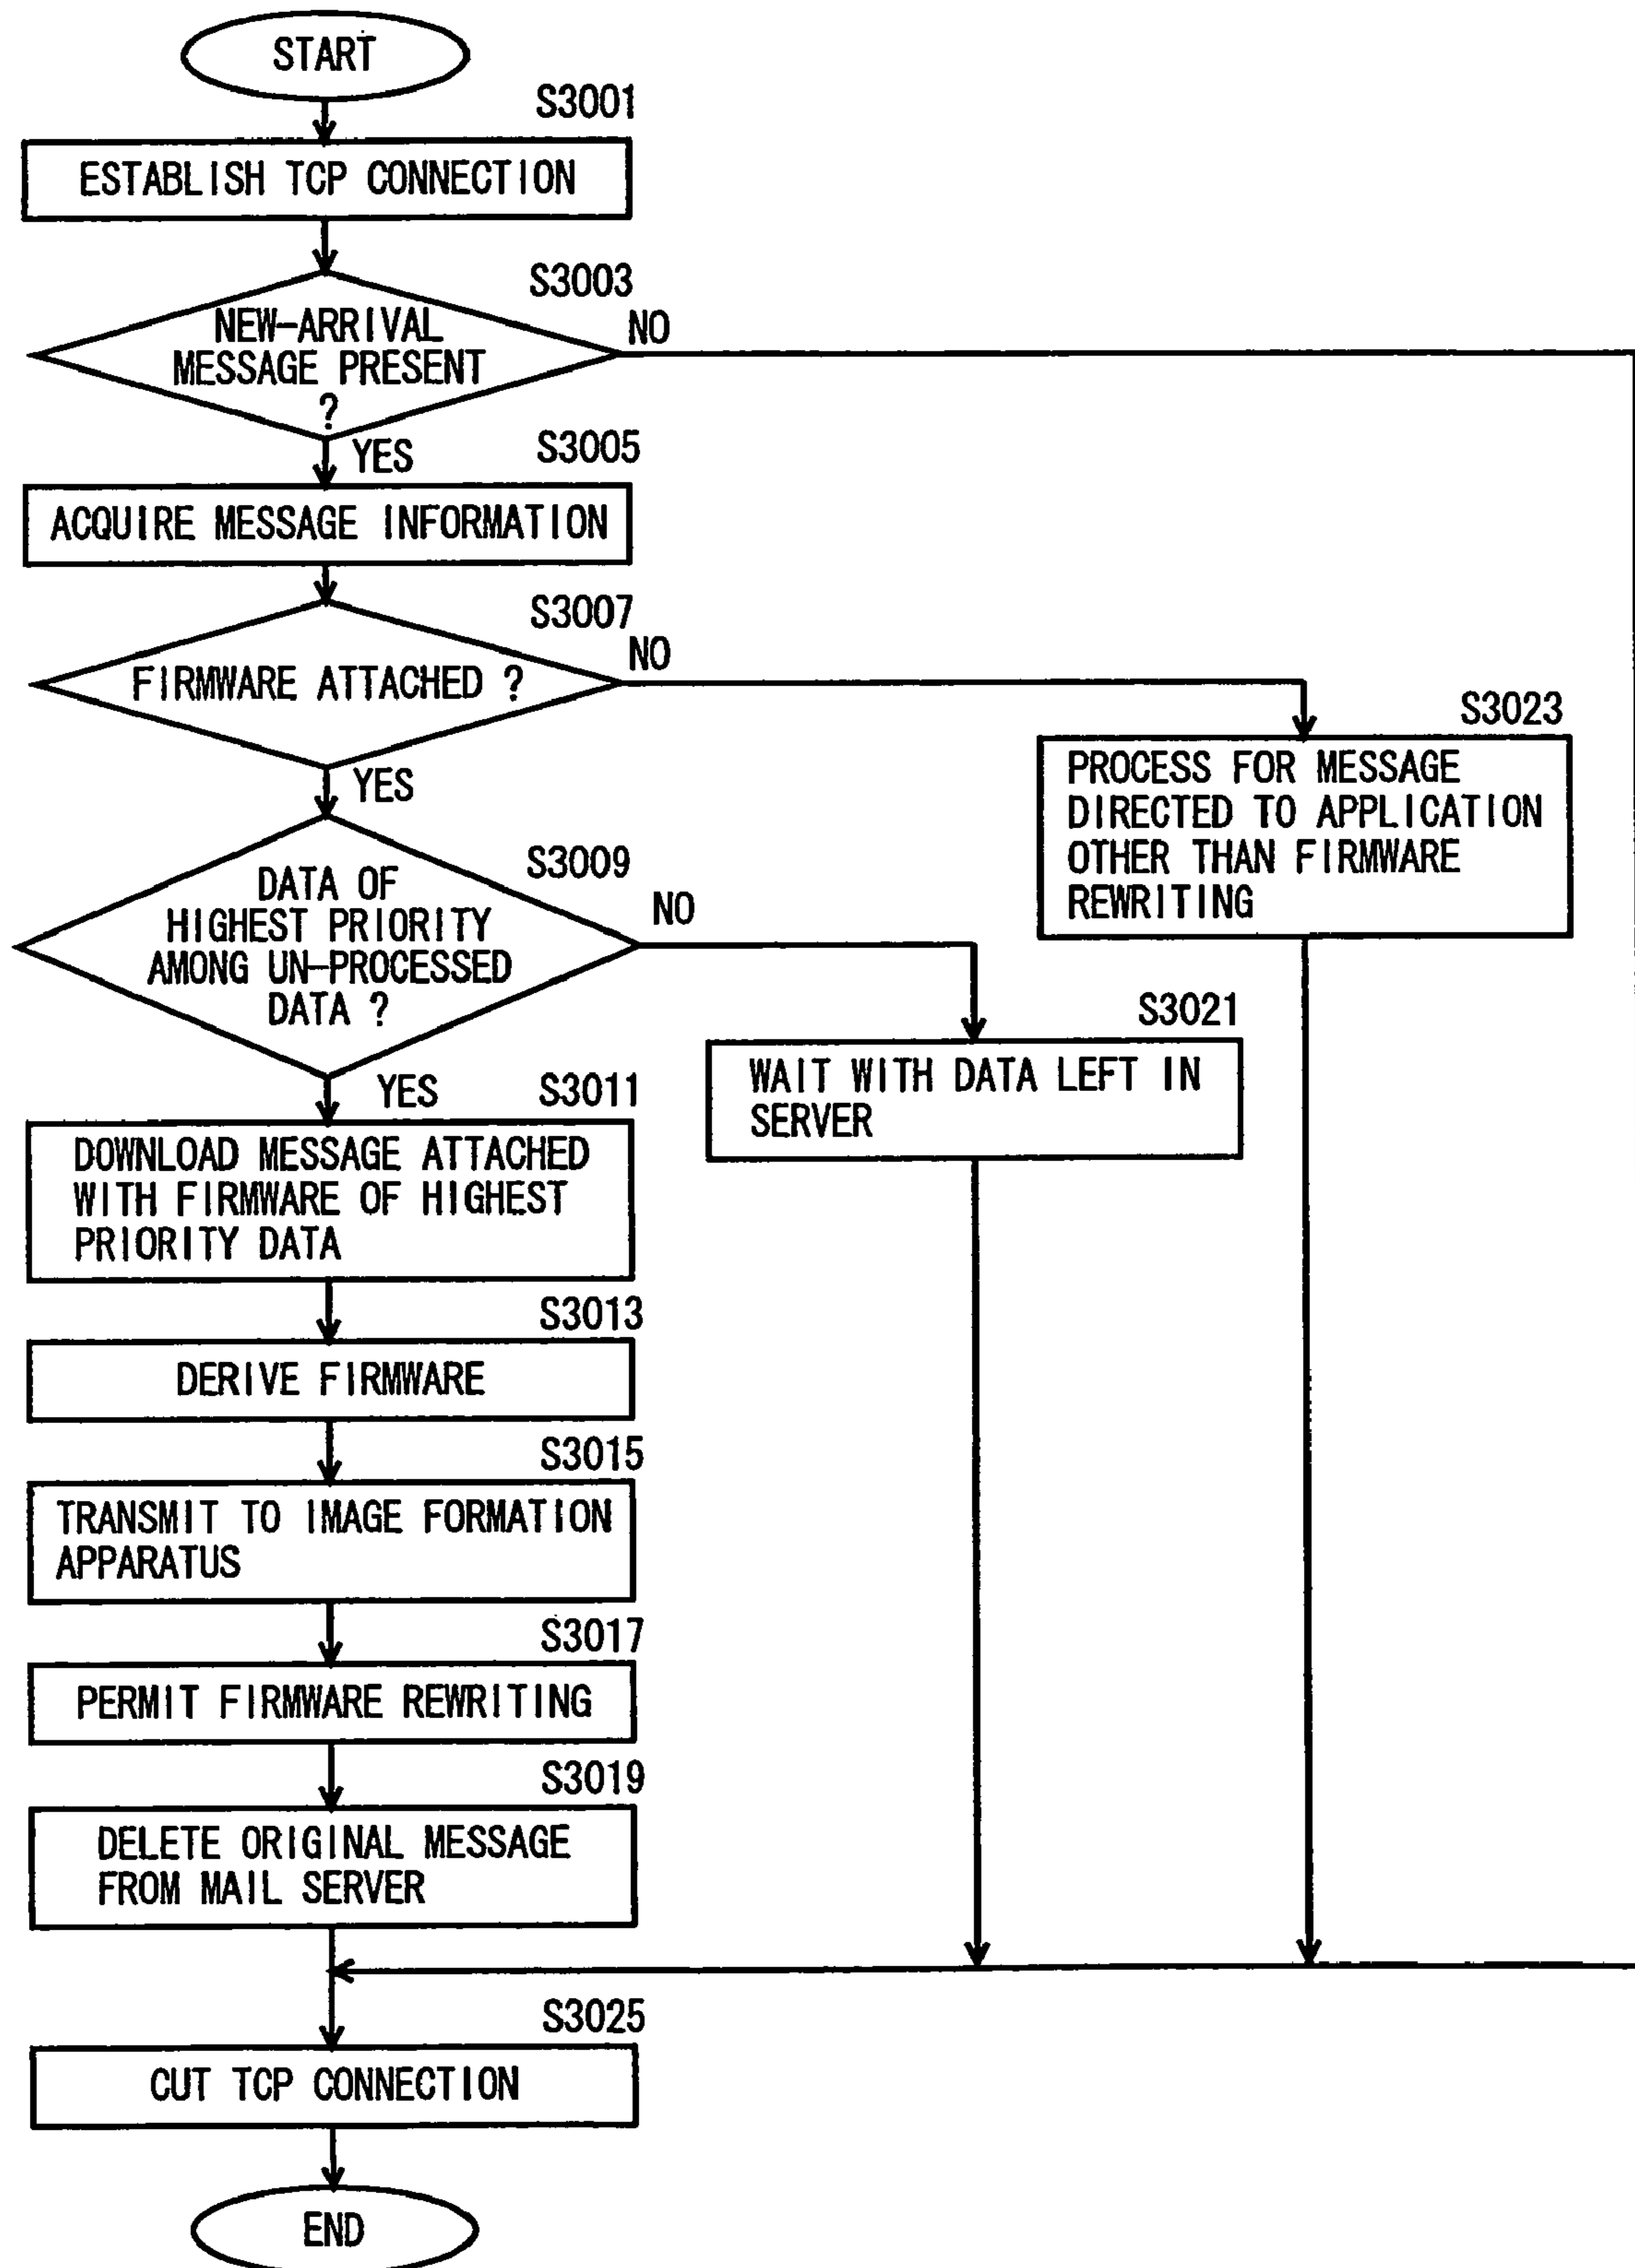 START
S3001
ESTABLISH TCP CONNECTION
S3003
NEW-ARRIVAL
MESSAGE PRESENT
?
NO
YES
S3005
ACQUIRE MESSAGE INFORMATION
S3007
FIRMWARE ATTACHED ?
NO
YES
S3023
PROCESS FOR MESSAGE
DIRECTED TO APPLICATION
OTHER THAN FIRMWARE
REWRITING
S3009
DATA OF
HIGHEST PRIORITY
AMONG UN-PROCESSED
DATA ?
NO
YES
S3021
WAIT WITH DATA LEFT IN
SERVER
S3011
DOWNLOAD MESSAGE ATTACHED
WITH FIRMWARE OF HIGHEST
PRIORITY DATA
S3013
DERIVE FIRMWARE
S3015
TRANSMIT TO IMAGE FORMATION
APPARATUS
S3017
PERMIT FIRMWARE REWRITING
S3019
DELETE ORIGINAL MESSAGE
FROM MAIL SERVER
S3025
CUT TCP CONNECTION
END